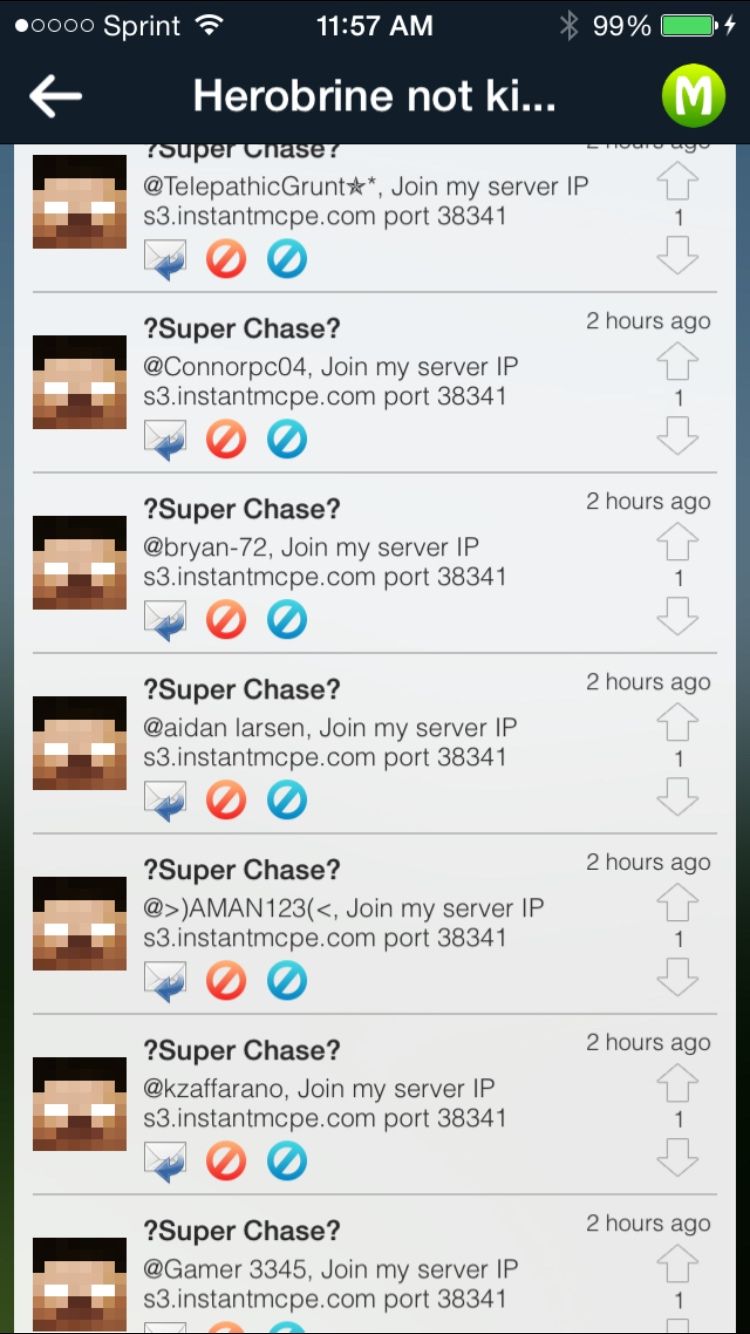 Sprint 11:57 AM 99%
Herobrine not ki... M
?Super Chase? 2 hours ago
@TelepathicGrunt✯*, Join my server IP
s3.instantmcpe.com port 38341
1
?Super Chase? 2 hours ago
@Connorpc04, Join my server IP
s3.instantmcpe.com port 38341
1
?Super Chase? 2 hours ago
@bryan-72, Join my server IP
s3.instantmcpe.com port 38341
1
?Super Chase? 2 hours ago
@aidan larsen, Join my server IP
s3.instantmcpe.com port 38341
1
?Super Chase? 2 hours ago
@>)AMAN123(<, Join my server IP
s3.instantmcpe.com port 38341
1
?Super Chase? 2 hours ago
@kzaffarano, Join my server IP
s3.instantmcpe.com port 38341
1
?Super Chase? 2 hours ago
@Gamer 3345, Join my server IP
s3.instantmcpe.com port 38341
1